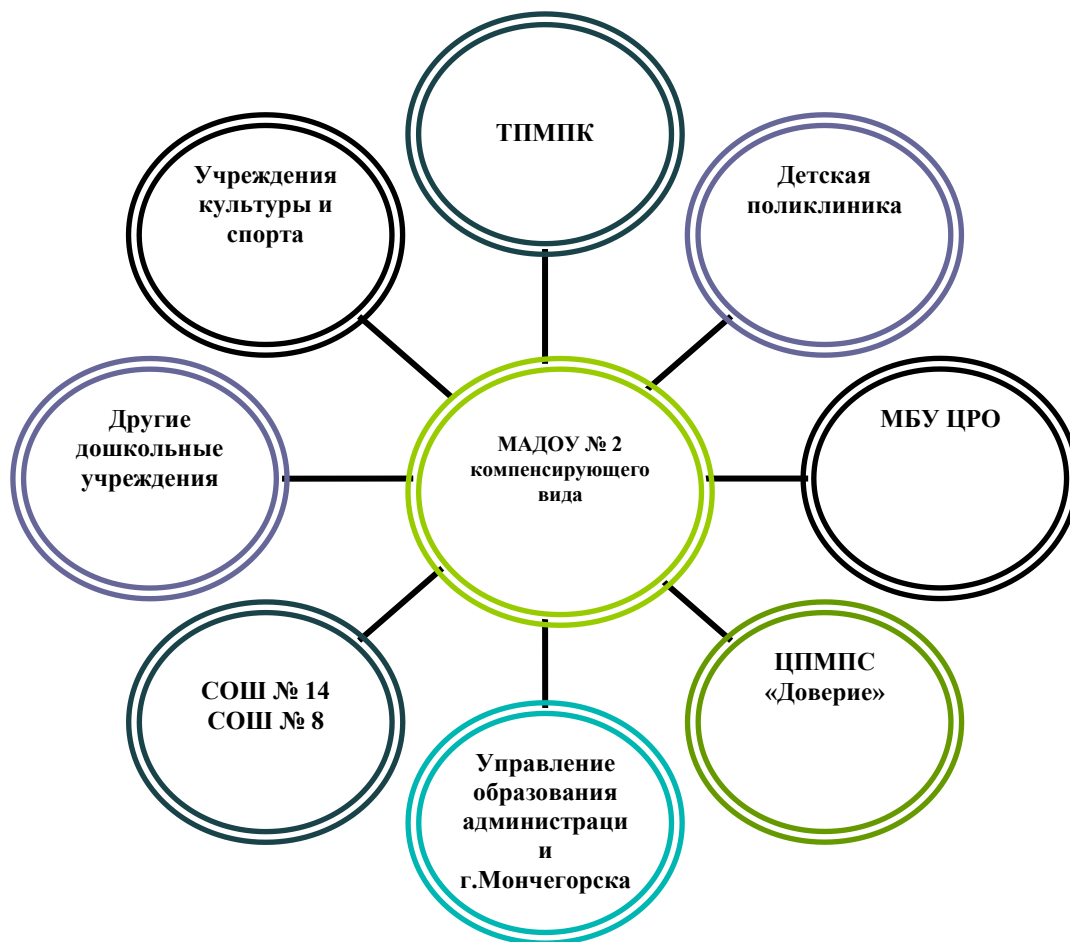 ТПМПК
Учреждения
культуры и
спорта
Детская
поликлиника
Другие
дошкольные
учреждения
МАДОУ № 2
компенсирующего
вида
МБУ ЦРО
СОШ № 14
СОШ № 8
ЦПМПС
«Доверие»
Управление
образования
администраци
и
г.Мончегорска